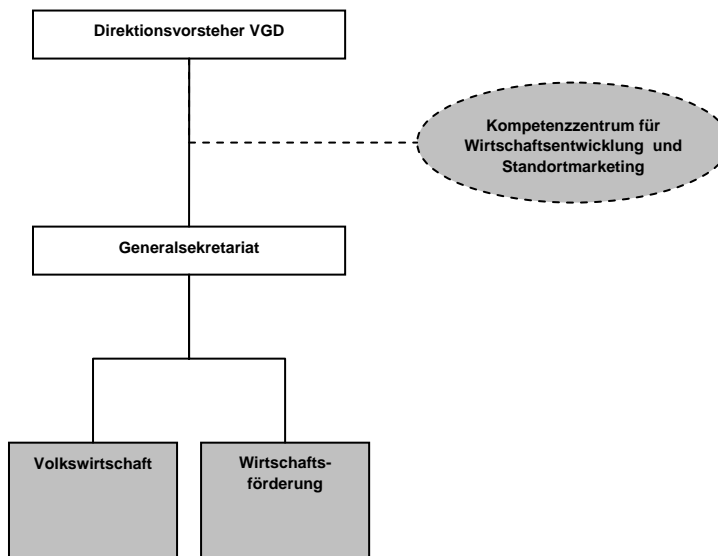 Direktionsvorsteher VGD
Kompetenzzentrum für
Wirtschaftsentwicklung und
Standortmarketing
Generalsekretariat
Volkswirtschaft
Wirtschafts-
förderung